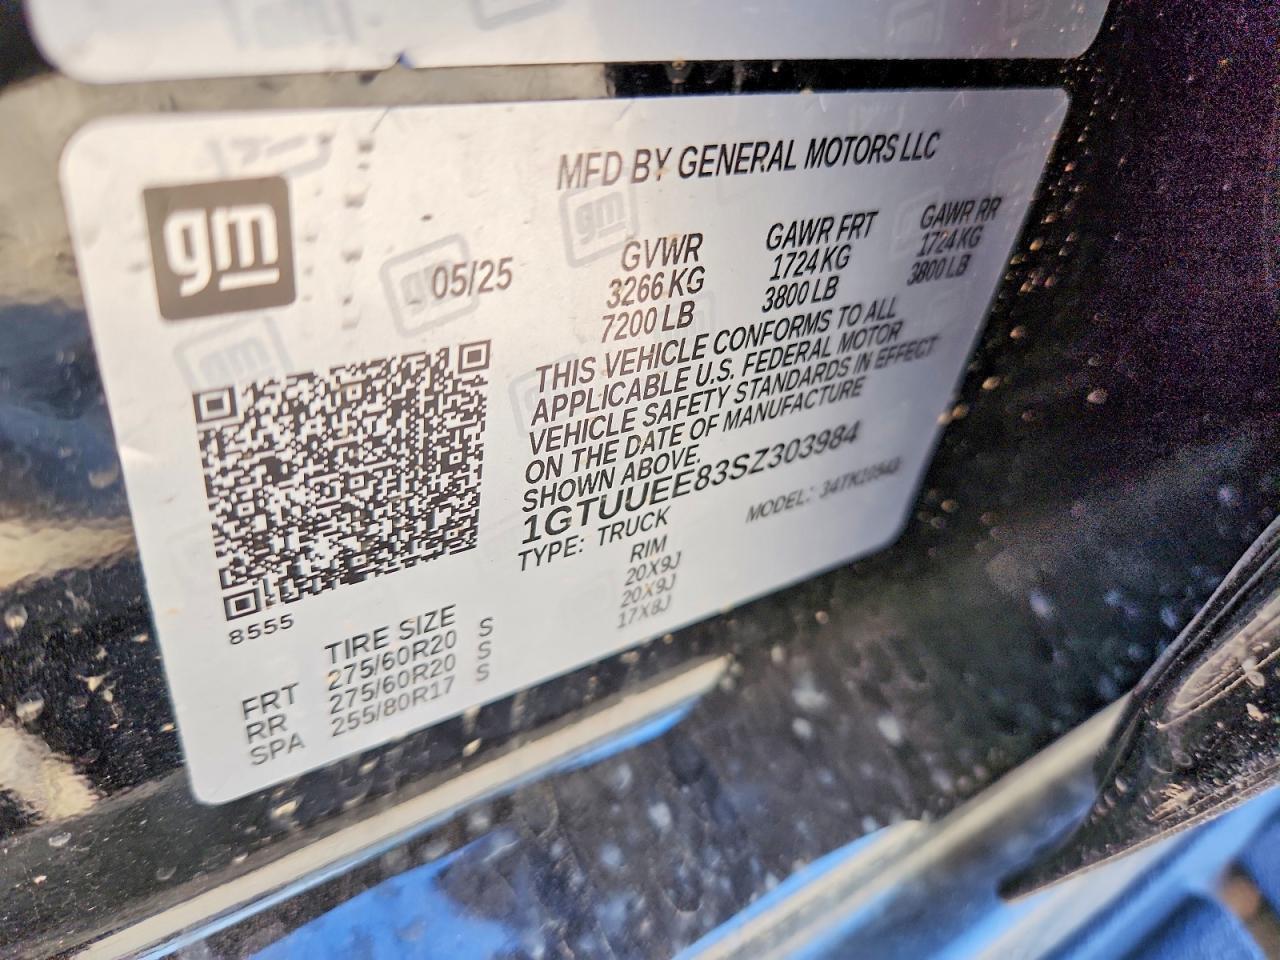 gm
MFD BY GENERAL MOTORS LLC
05/25
GVWR GAWR FRT GAWR RR
3266 KG 1724 KG 1724 KG
7200 LB 3800 LB 3800 LB
THIS VEHICLE CONFORMS TO ALL
APPLICABLE U.S. FEDERAL MOTOR
VEHICLE SAFETY STANDARDS IN EFFECT
ON THE DATE OF MANUFACTURE
SHOWN ABOVE.
1GTUUEE83SZ303984
TYPE: TRUCK MODEL:
8555
TIRE SIZE RIM
FRT 275/60R20 S 20X9J
RR 275/60R20 S 20X9J
SPA 255/80R17 S 17X8J